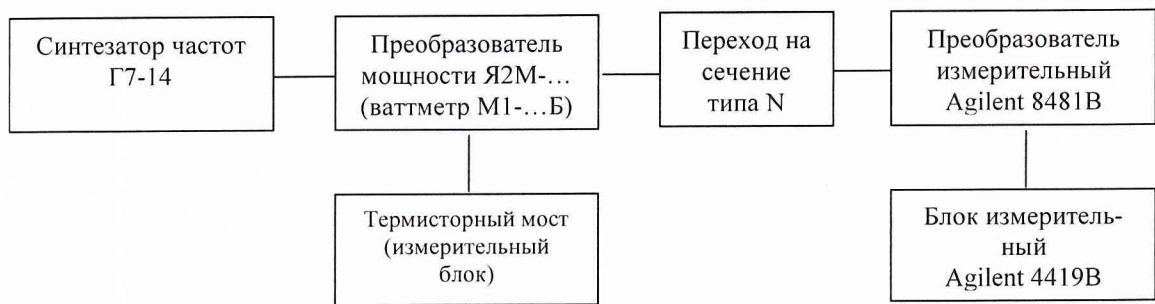 Синтезатор частот
Г7-14
Преобразователь
мощности Я2М-…
(ваттметр М1-…Б)
Переход на
сечение
типа N
Преобразователь
измерительный
Agilent 8481B
Термисторный мост
(измерительный
блок)
Блок измеритель-
ный
Agilent 4419B